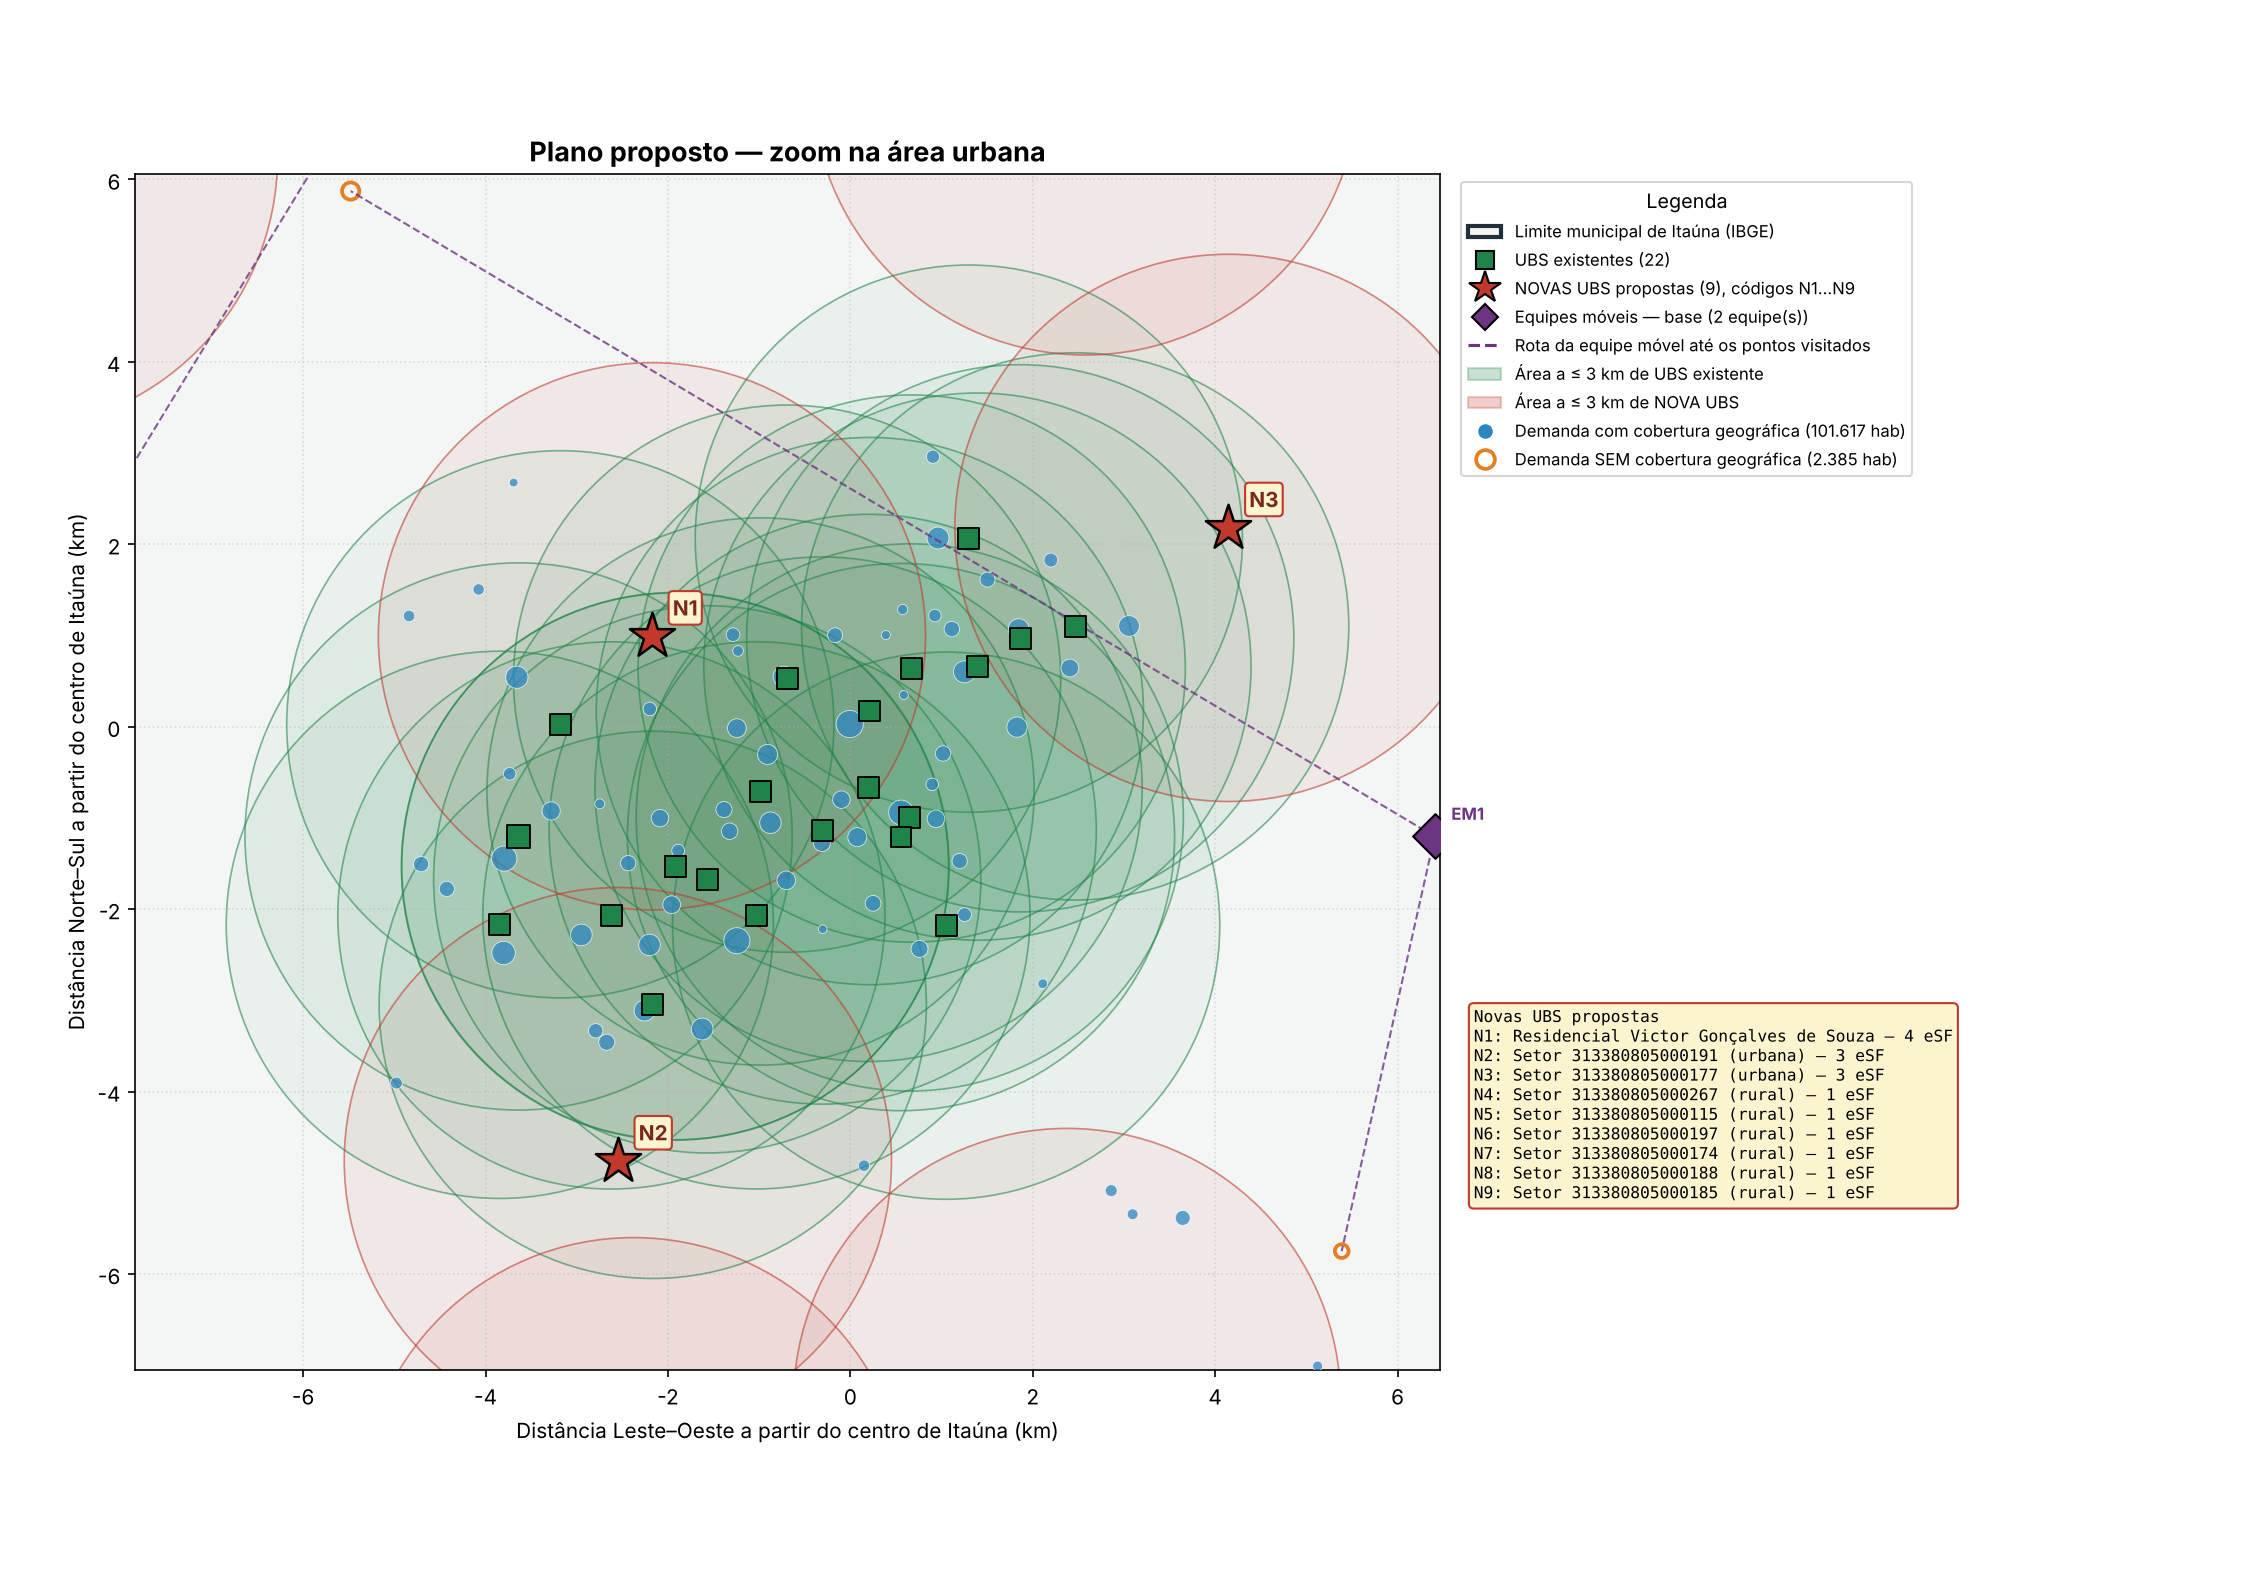 Plano proposto — zoom na área urbana
Distância Norte–Sul a partir do centro de Itaúna (km)
6
4
2
0
-2
-4
-6
-6
-4
-2
0
2
4
6
Distância Leste–Oeste a partir do centro de Itaúna (km)
N1
N2
N3
EM1
Legenda
Limite municipal de Itaúna (IBGE)
UBS existentes (22)
NOVAS UBS propostas (9), códigos N1...N9
Equipes móveis — base (2 equipe(s))
Rota da equipe móvel até os pontos visitados
Área a ≤ 3 km de UBS existente
Área a ≤ 3 km de NOVA UBS
Demanda com cobertura geográfica (101.617 hab)
Demanda SEM cobertura geográfica (2.385 hab)
Novas UBS propostas
N1: Residencial Victor Gonçalves de Souza — 4 eSF
N2: Setor 313380805000191 (urbana) — 3 eSF
N3: Setor 313380805000177 (urbana) — 3 eSF
N4: Setor 313380805000267 (rural) — 1 eSF
N5: Setor 313380805000115 (rural) — 1 eSF
N6: Setor 313380805000197 (rural) — 1 eSF
N7: Setor 313380805000174 (rural) — 1 eSF
N8: Setor 313380805000188 (rural) — 1 eSF
N9: Setor 313380805000185 (rural) — 1 eSF